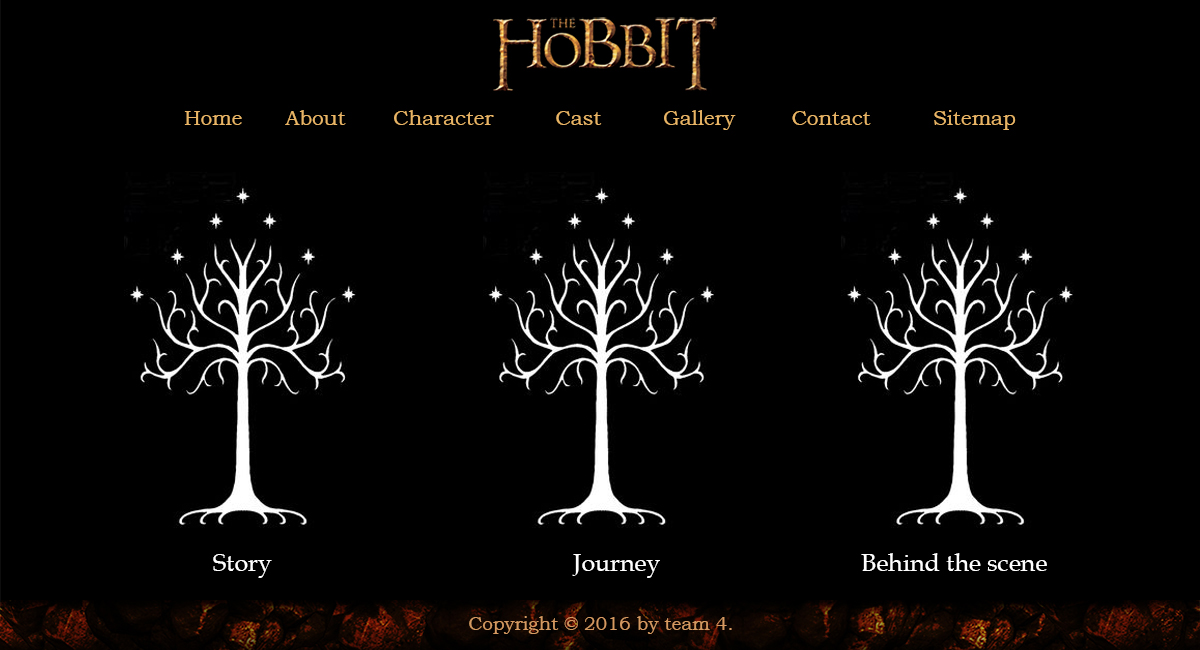 THE
HOBBIT
Home About Character Cast Gallery Contact Sitemap
Story Journey Behind the scene
Copyright © 2016 by team 4.